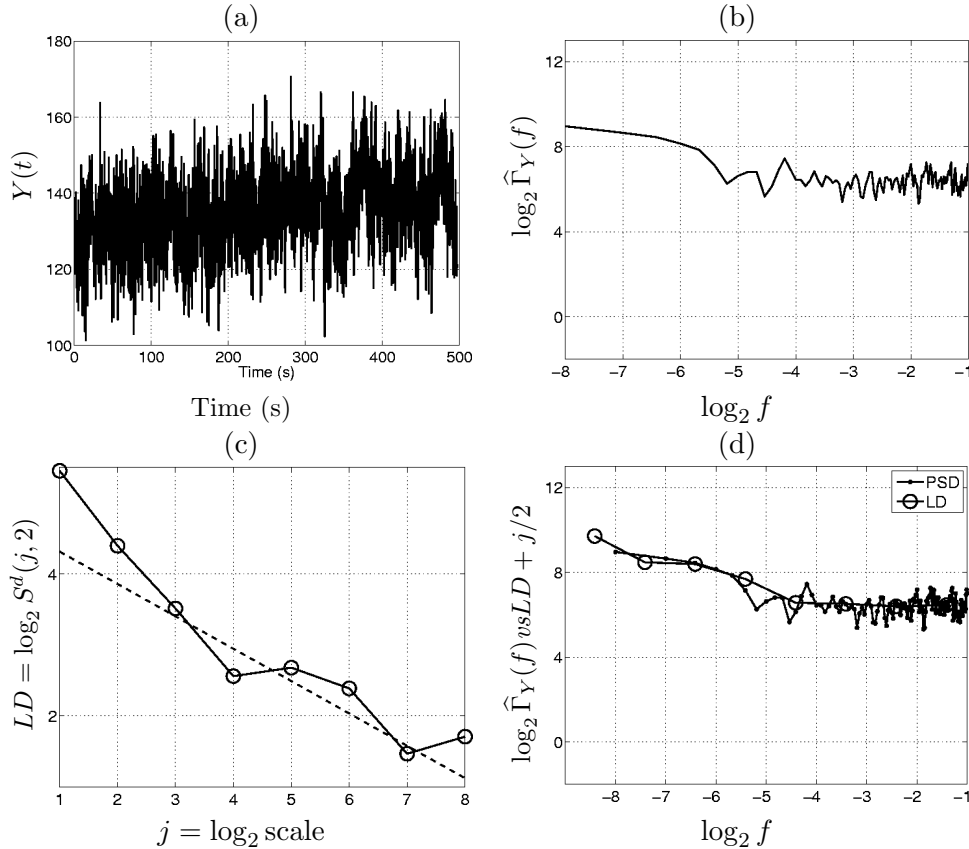 (a)
180
160
140
120
100
Y(t)
0 100 200 300 400 500
Time (s)
Time (s)
(b)
12
8
4
0
log₂ Γ̂_Y(f)
−8 −7 −6 −5 −4 −3 −2 −1
log₂ f
(c)
4
2
LD = log₂ S^d(j, 2)
1 2 3 4 5 6 7 8
j = log₂ scale
(d)
12
8
4
0
log₂ Γ̂_Y(f)vsLD + j/2
PSD
LD
−8 −7 −6 −5 −4 −3 −2 −1
log₂ f